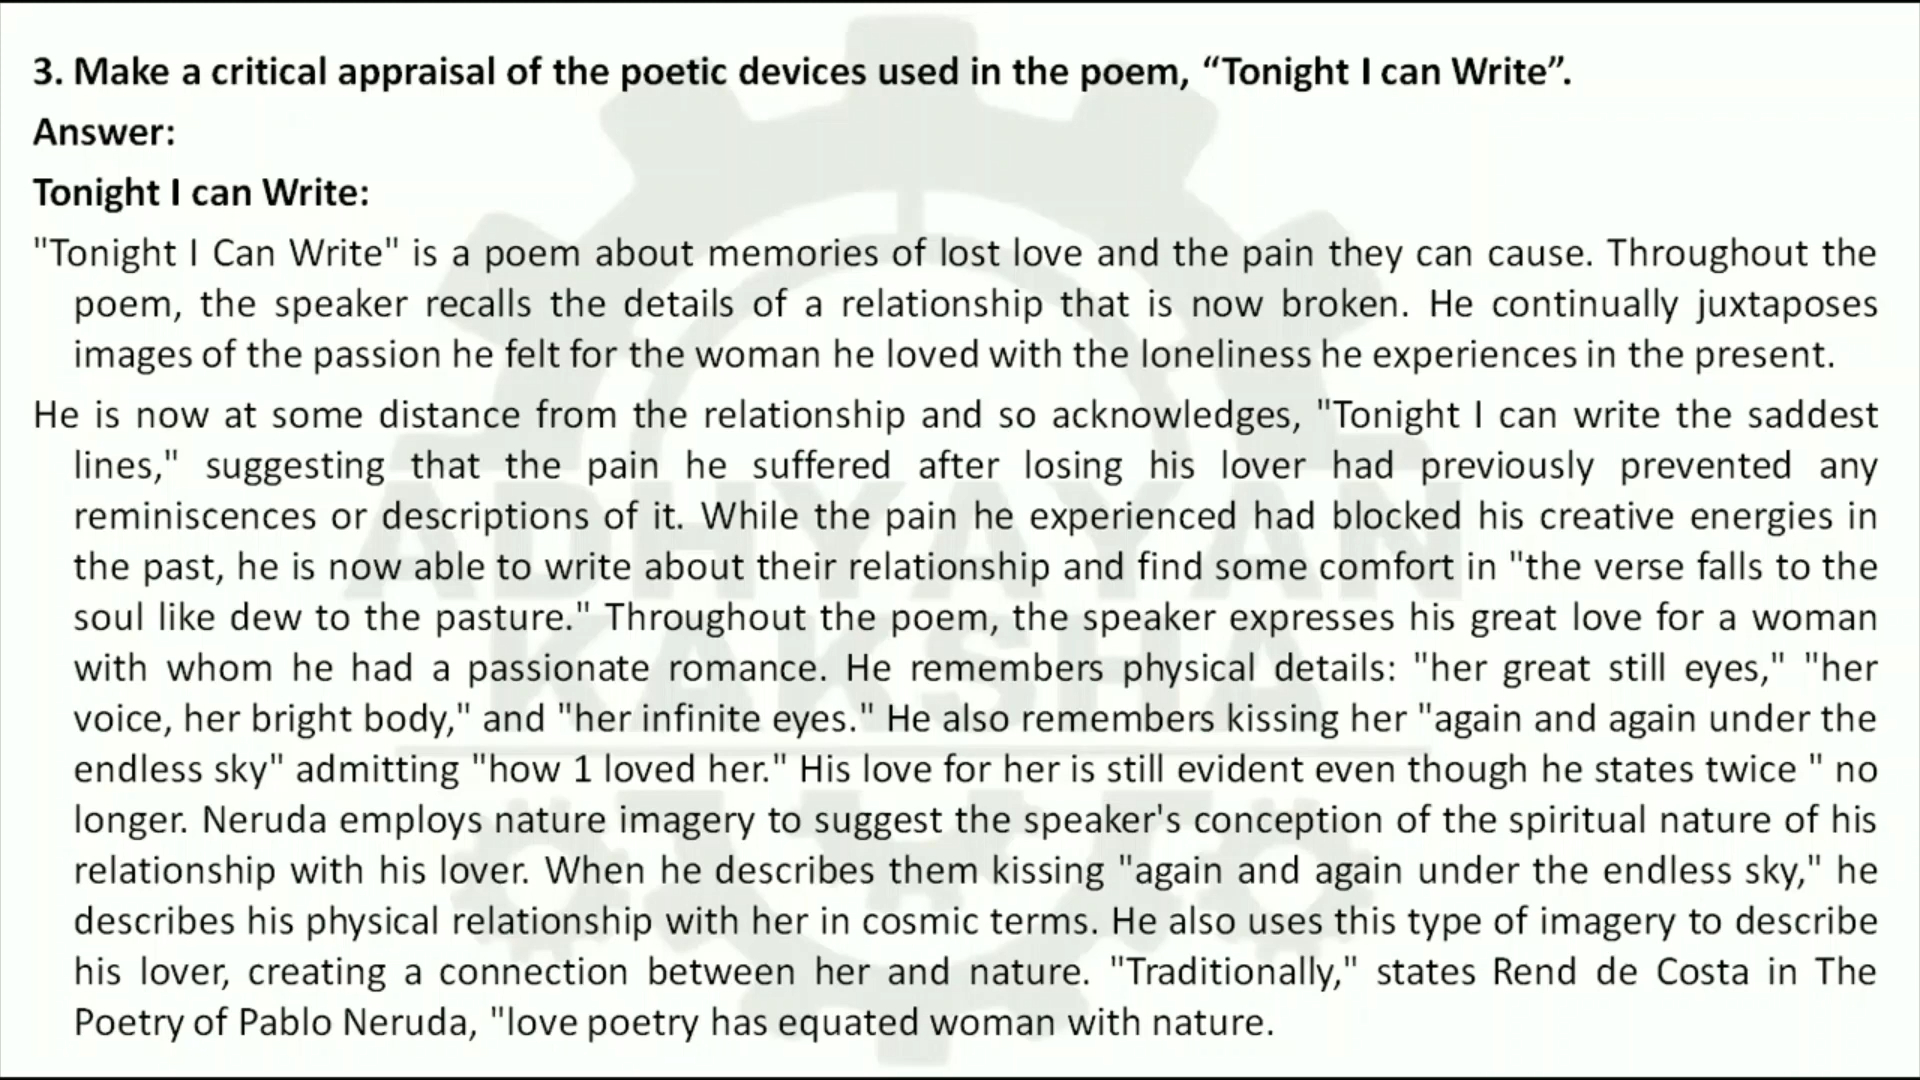 3. Make a critical appraisal of the poetic devices used in the poem, “Tonight I can Write”.
Answer:
Tonight I can Write:
"Tonight I Can Write" is a poem about memories of lost love and the pain they can cause. Throughout the
poem, the speaker recalls the details of a relationship that is now broken. He continually juxtaposes
images of the passion he felt for the woman he loved with the loneliness he experiences in the present.
He is now at some distance from the relationship and so acknowledges, "Tonight I can write the saddest
lines," suggesting that the pain he suffered after losing his lover had previously prevented any
reminiscences or descriptions of it. While the pain he experienced had blocked his creative energies in
the past, he is now able to write about their relationship and find some comfort in "the verse falls to the
soul like dew to the pasture." Throughout the poem, the speaker expresses his great love for a woman
with whom he had a passionate romance. He remembers physical details: "her great still eyes," "her
voice, her bright body," and "her infinite eyes." He also remembers kissing her "again and again under the
endless sky" admitting "how 1 loved her." His love for her is still evident even though he states twice " no
longer. Neruda employs nature imagery to suggest the speaker's conception of the spiritual nature of his
relationship with his lover. When he describes them kissing "again and again under the endless sky," he
describes his physical relationship with her in cosmic terms. He also uses this type of imagery to describe
his lover, creating a connection between her and nature. "Traditionally," states Rend de Costa in The
Poetry of Pablo Neruda, "love poetry has equated woman with nature.
ADHYAYAN
KAKSHA